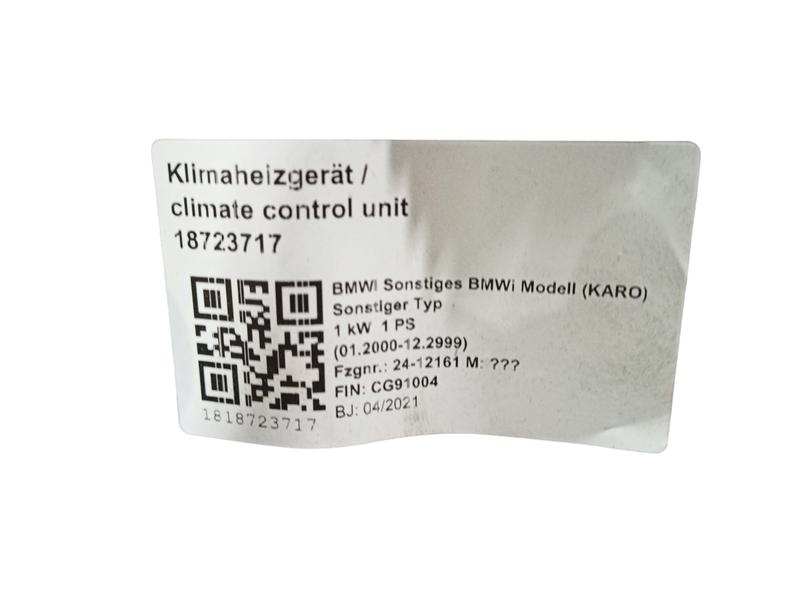 Klimaheizgerät /
climate control unit
18723717
BMWi Sonstiges BMWi Modell (KARO)
Sonstiger Typ
1 kW 1 PS
(01.2000-12.2999)
Fzgnr.: 24-12161 M: ???
FIN: CG91004
BJ: 04/2021
1818723717